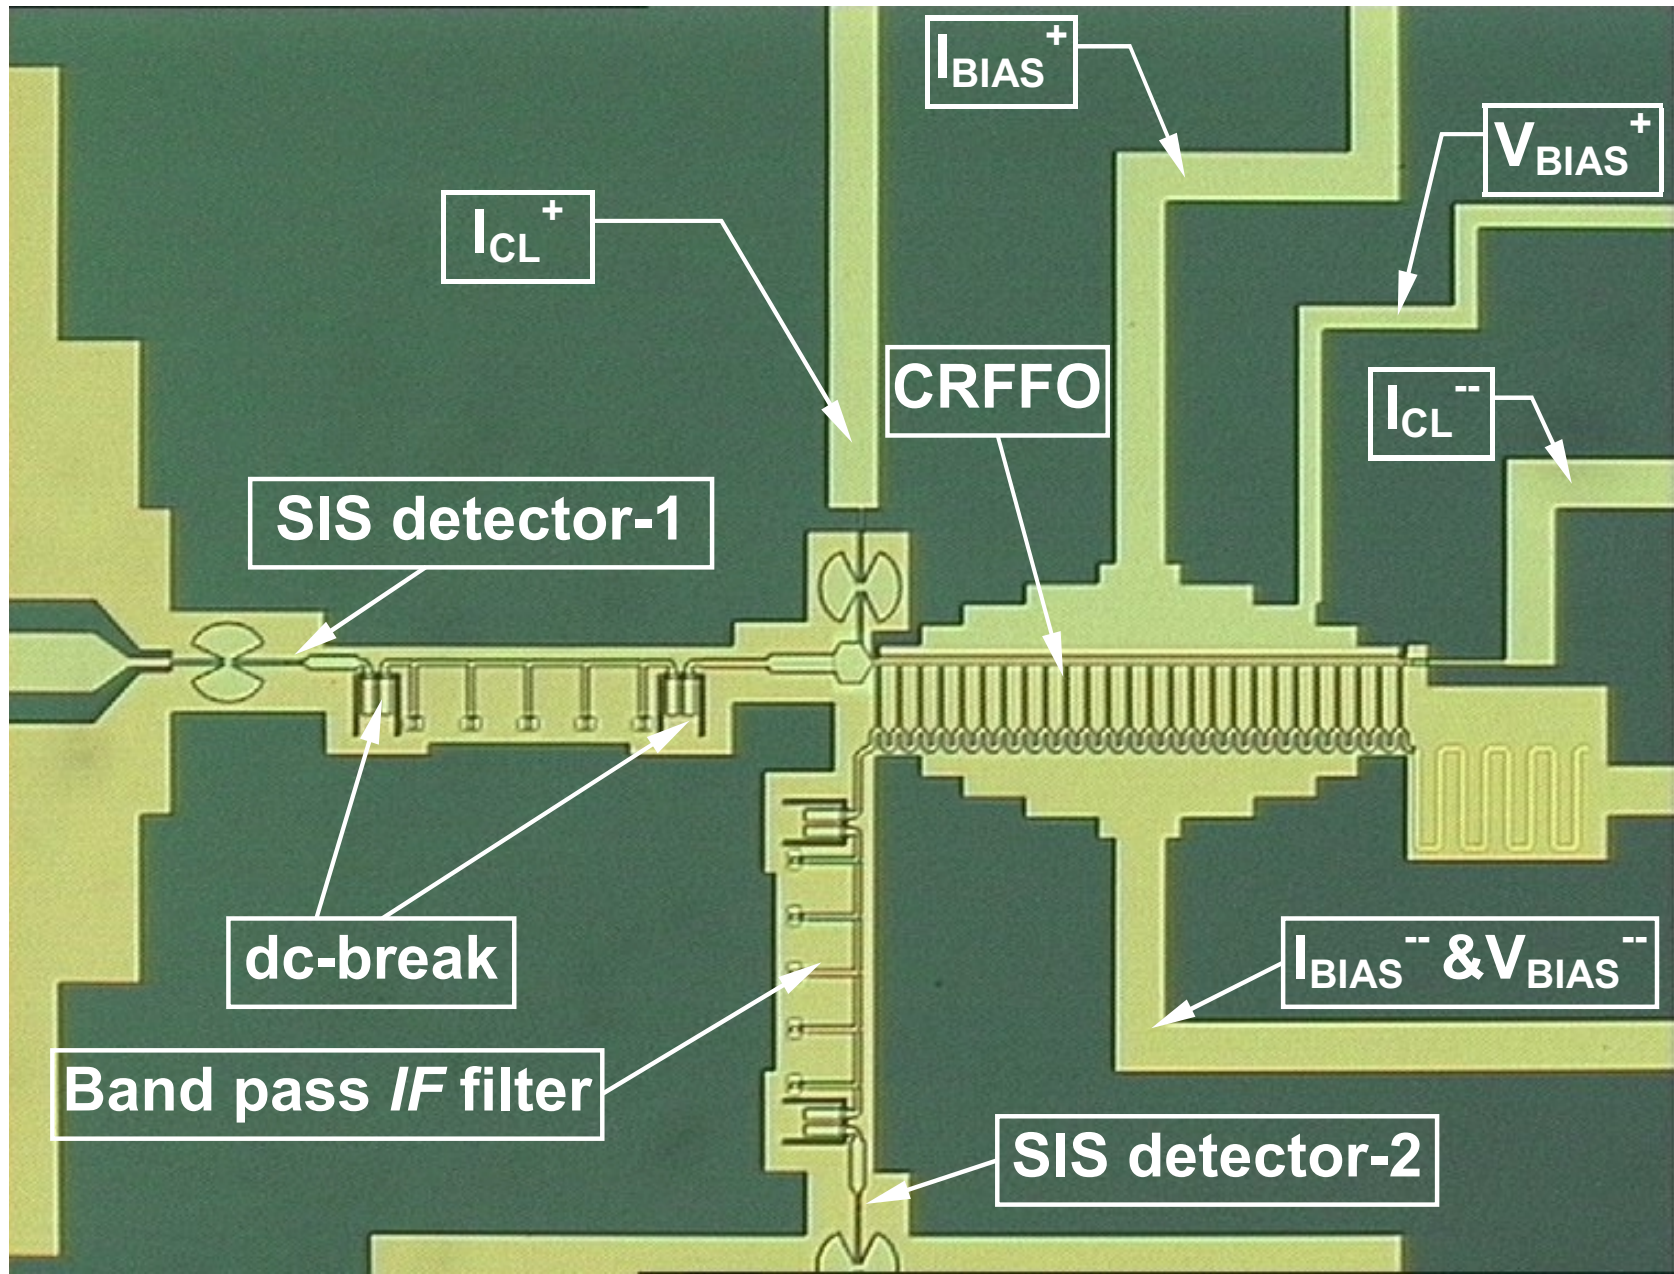 I_BIAS^+
V_BIAS^+
I_CL^+
CRFFO
I_CL^--
SIS detector-1
dc-break
I_BIAS^-- &V_BIAS^--
Band pass IF filter
SIS detector-2